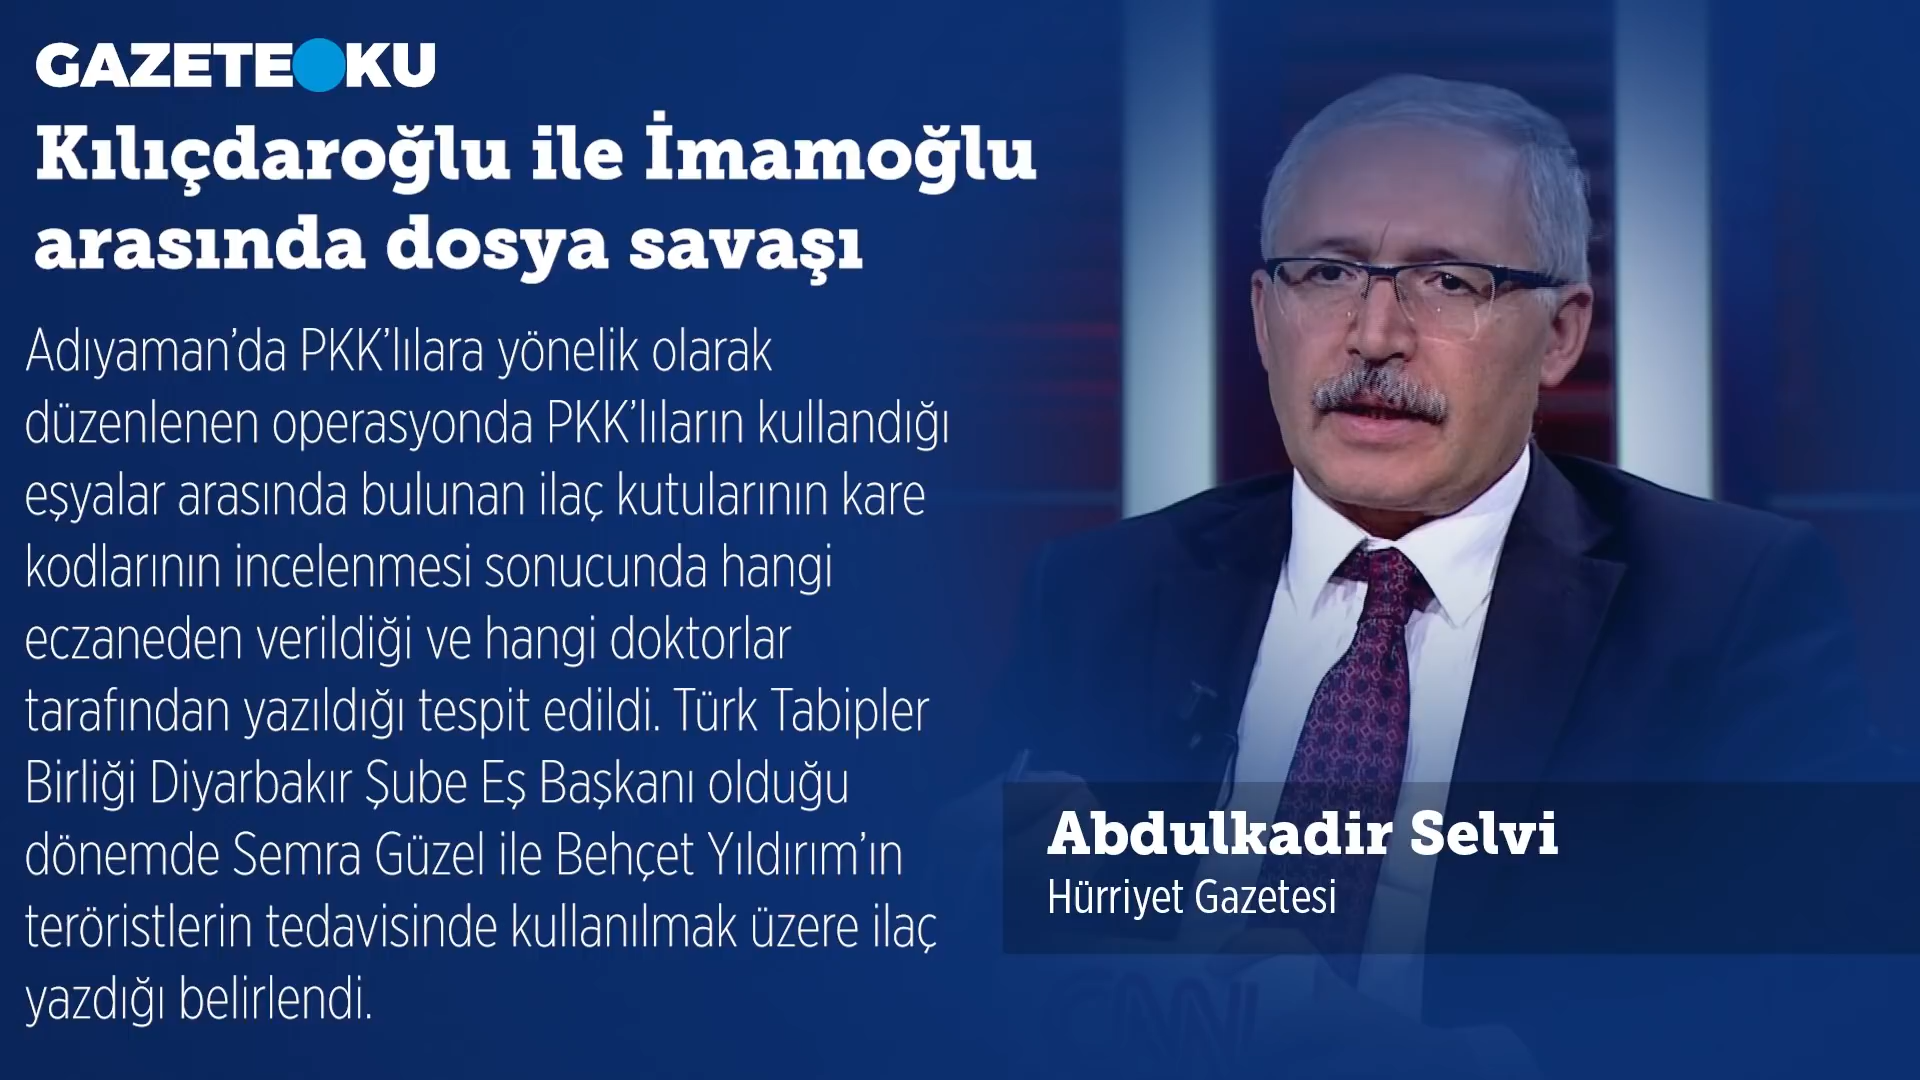 GAZETE OKU
Kılıçdaroğlu ile İmamoğlu
arasında dosya savaşı
Adıyaman’da PKK’lılara yönelik olarak
düzenlenen operasyonda PKK’lıların kullandığı
eşyalar arasında bulunan ilaç kutularının kare
kodlarının incelenmesi sonucunda hangi
eczaneden verildiği ve hangi doktorlar
tarafından yazıldığı tespit edildi. Türk Tabipler
Birliği Diyarbakır Şube Eş Başkanı olduğu
dönemde Semra Güzel ile Behçet Yıldırım’ın
teröristlerin tedavisinde kullanılmak üzere ilaç
yazdığı belirlendi.
Abdulkadir Selvi
Hürriyet Gazetesi
CNN